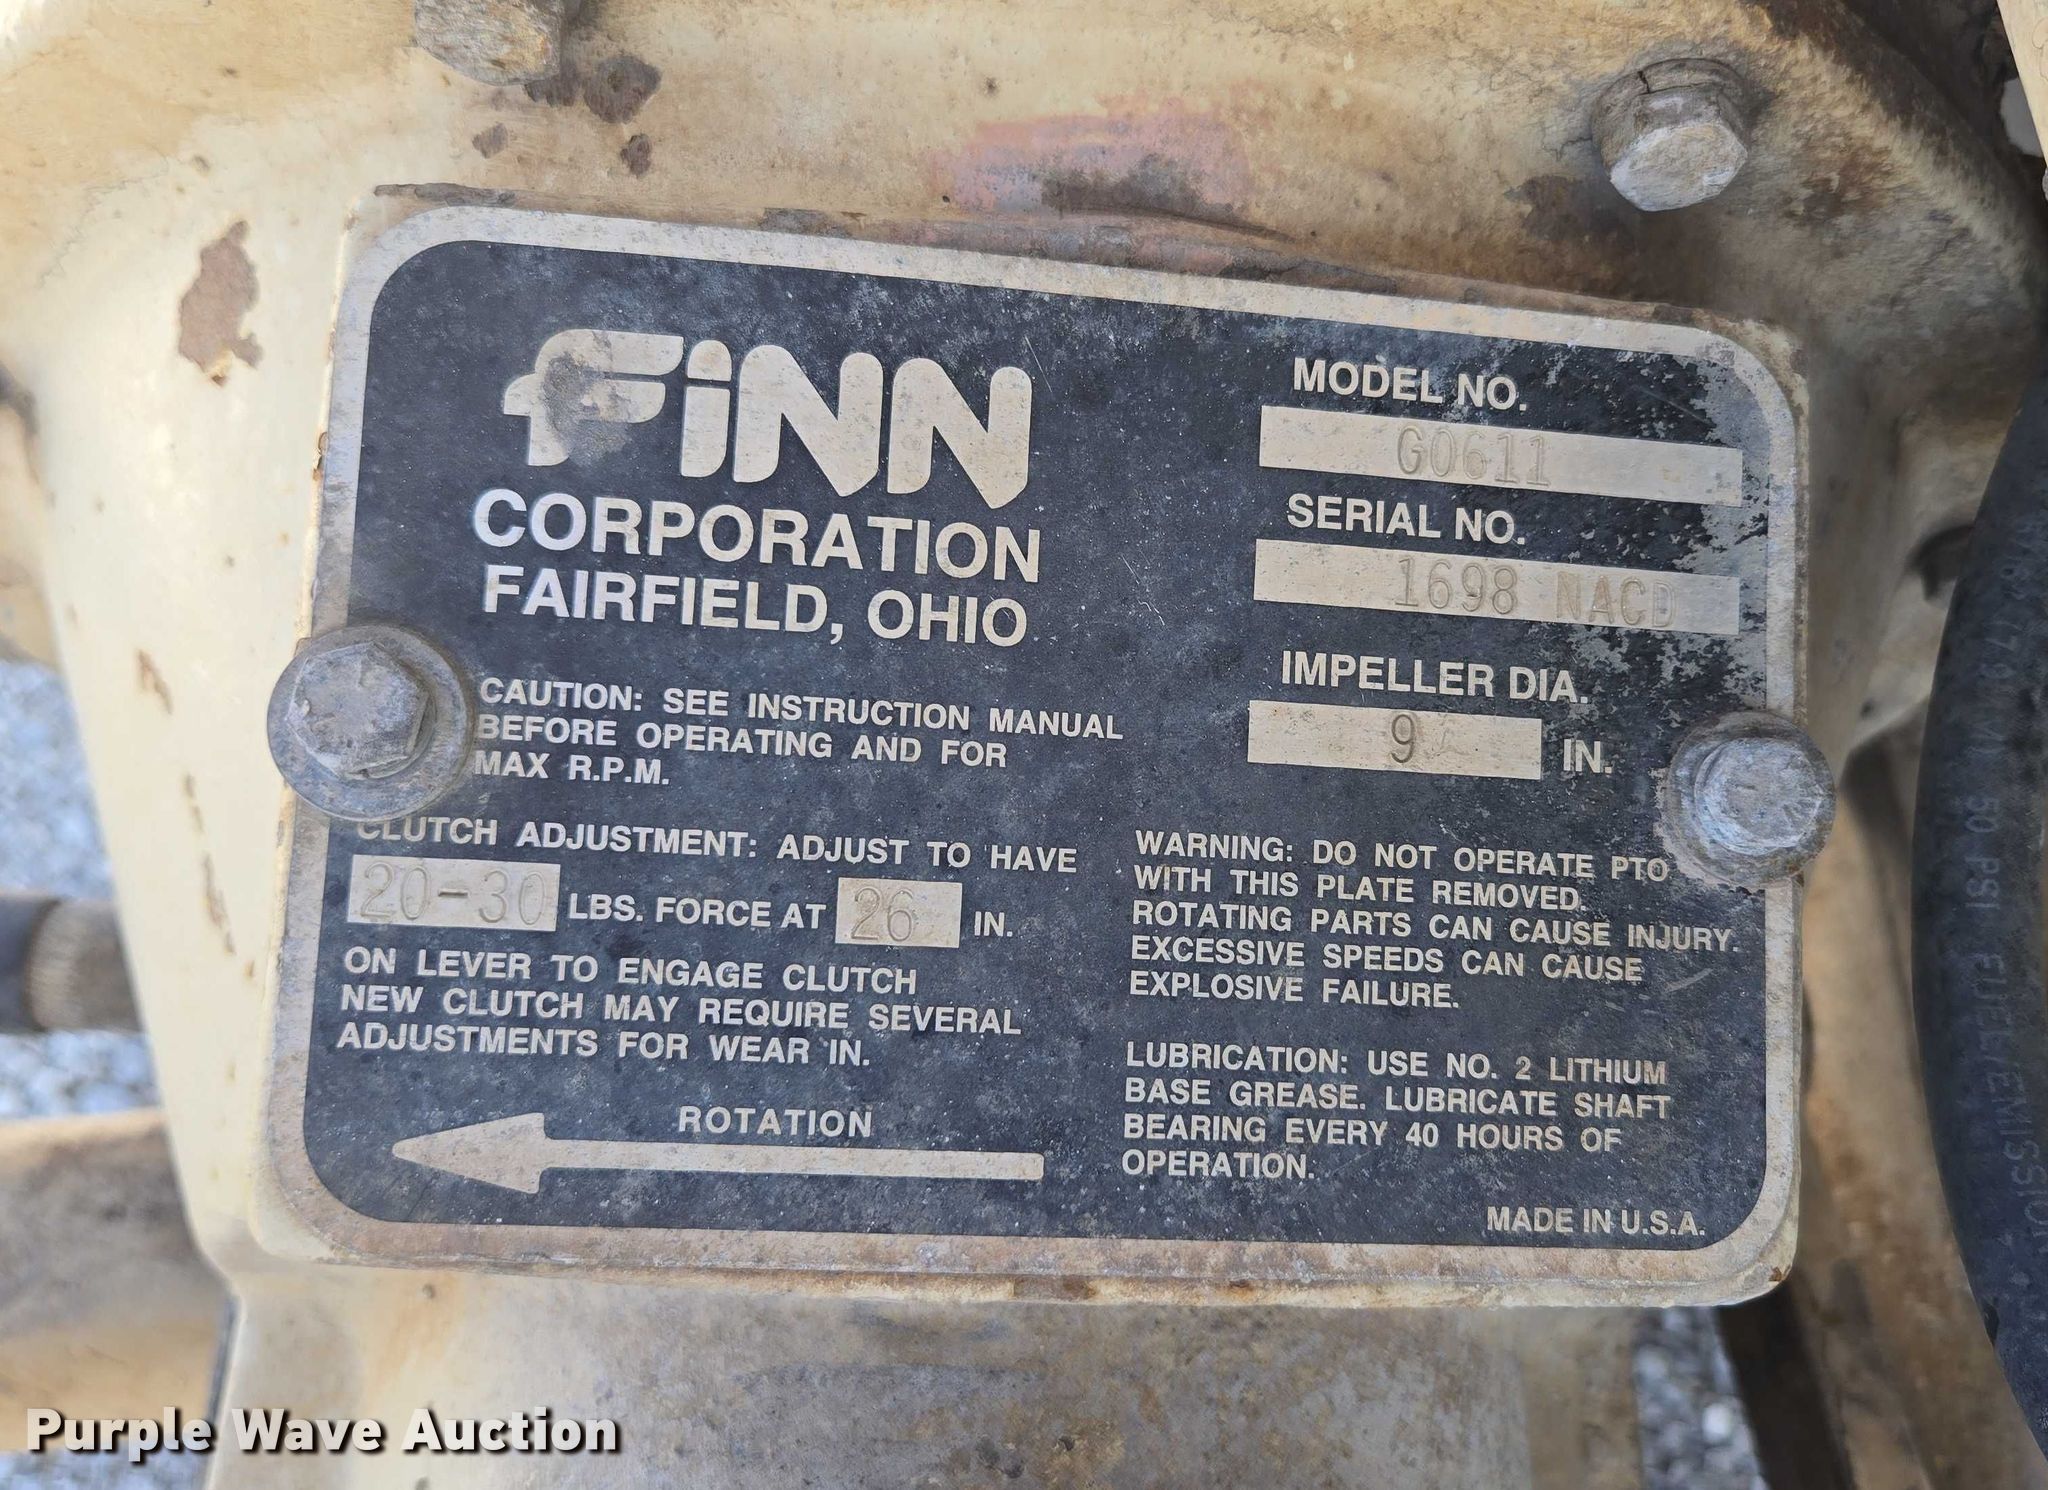 FiNN
CORPORATION
FAIRFIELD, OHIO
CAUTION: SEE INSTRUCTION MANUAL
BEFORE OPERATING AND FOR
MAX R.P.M.
CLUTCH ADJUSTMENT: ADJUST TO HAVE
20-30 LBS. FORCE AT 26 IN.
ON LEVER TO ENGAGE CLUTCH
NEW CLUTCH MAY REQUIRE SEVERAL
ADJUSTMENTS FOR WEAR IN.
ROTATION
MODEL NO.
G0611
SERIAL NO.
1698 NACD
IMPELLER DIA.
9 IN.
WARNING: DO NOT OPERATE PTO
WITH THIS PLATE REMOVED.
ROTATING PARTS CAN CAUSE INJURY.
EXCESSIVE SPEEDS CAN CAUSE
EXPLOSIVE FAILURE.
LUBRICATION: USE NO. 2 LITHIUM
BASE GREASE. LUBRICATE SHAFT
BEARING EVERY 40 HOURS OF
OPERATION.
MADE IN U.S.A.
50 PSI FUEL/EMISSION
Purple Wave Auction